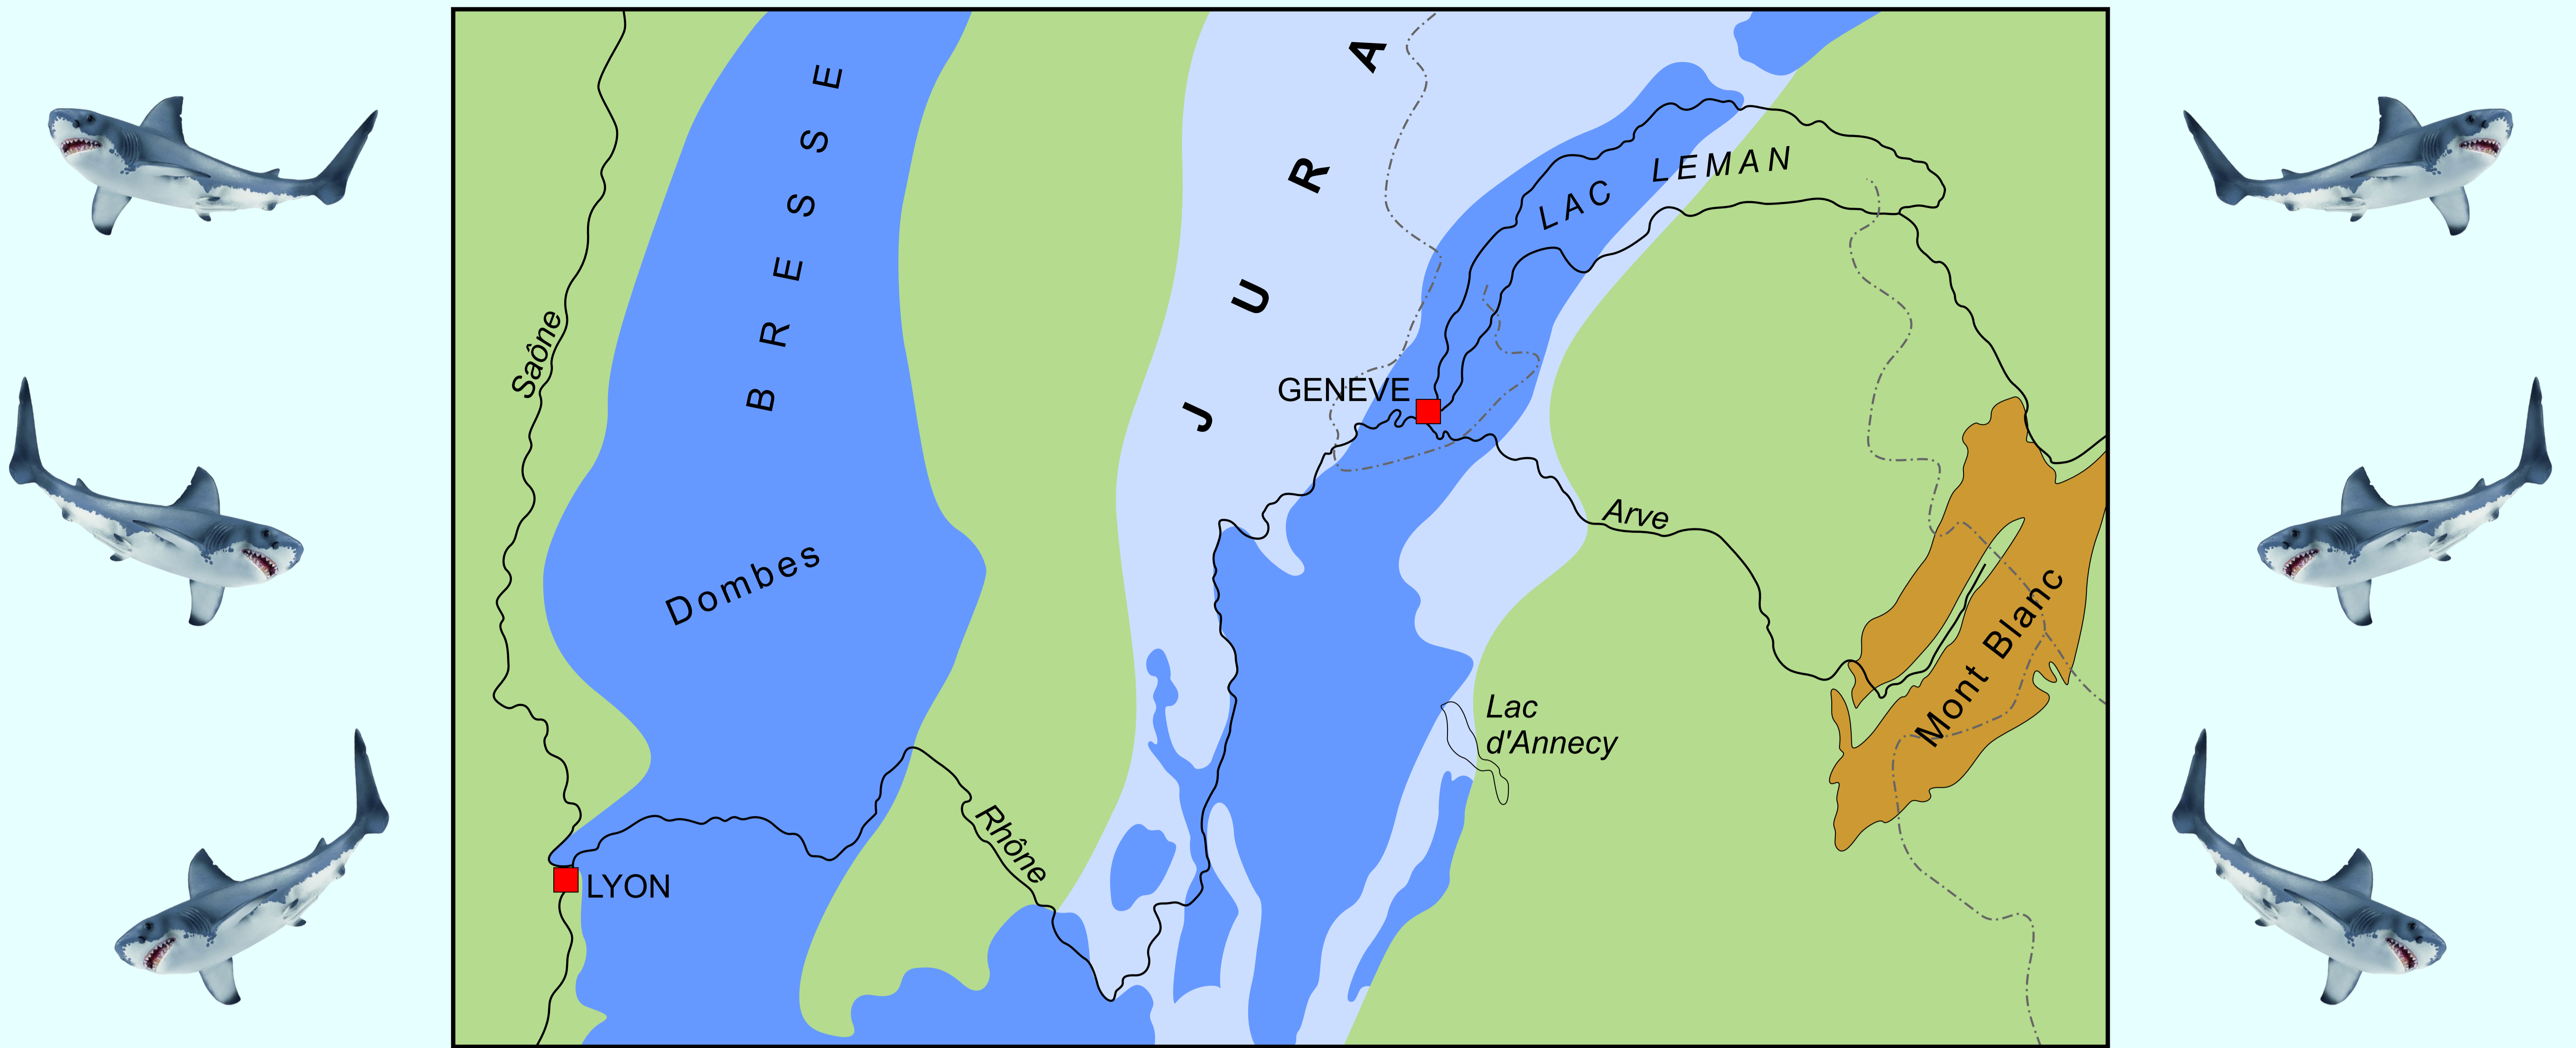 BRESSE
JURA
LAC LEMAN
Saône
GENEVE
Arve
Dombes
Mont Blanc
Lac
d'Annecy
Rhône
LYON